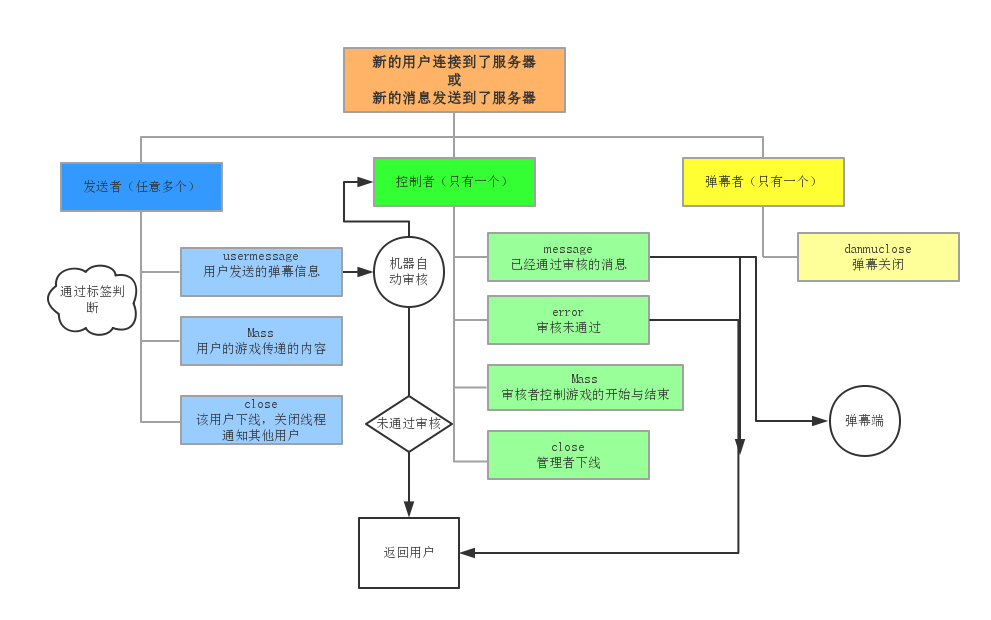 新的用户连接到了服务器
或
新的消息发送到了服务器
发送者（任意多个）
控制者（只有一个）
弹幕者（只有一个）
通过标签判
断
usermessage
用户发送的弹幕信息
Mass
用户的游戏传递的内容
close
该用户下线，关闭线程
通知其他用户
机器自
动审核
未通过审核
返回用户
message
已经通过审核的消息
error
审核未通过
Mass
审核者控制游戏的开始与结束
close
管理者下线
danmuclose
弹幕关闭
弹幕端